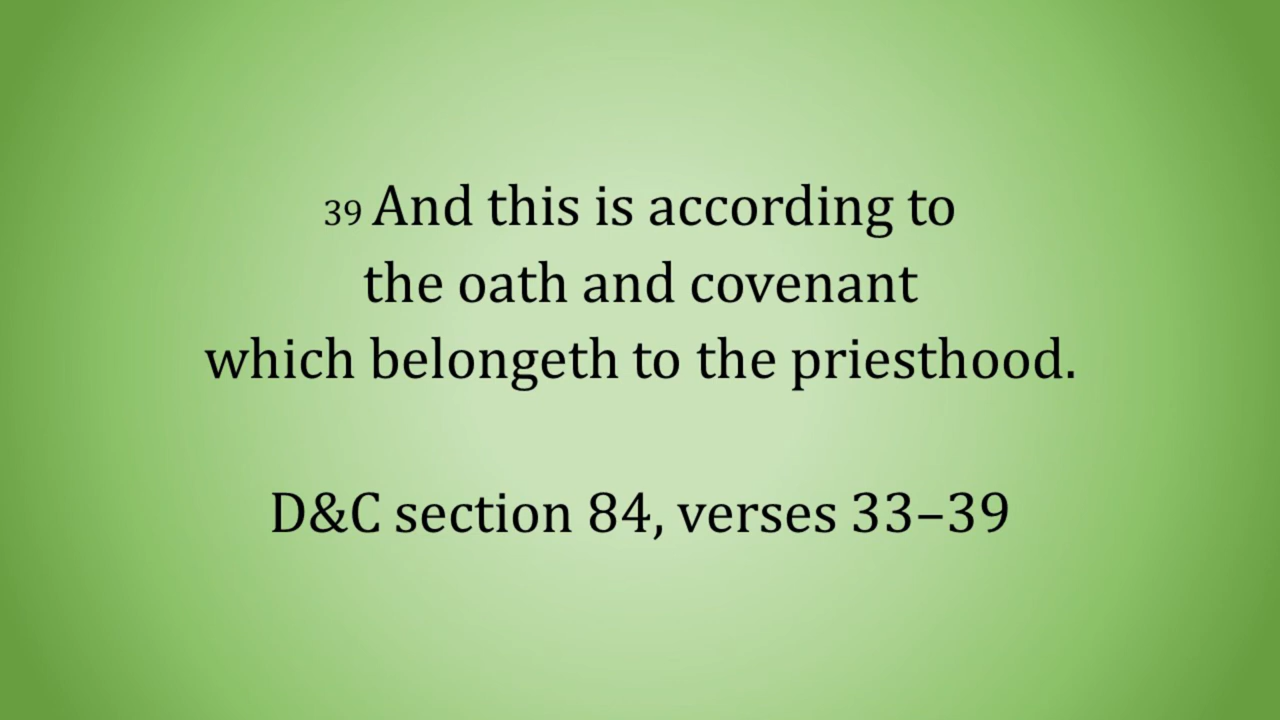 39 And this is according to
the oath and covenant
which belongeth to the priesthood.
D&C section 84, verses 33–39